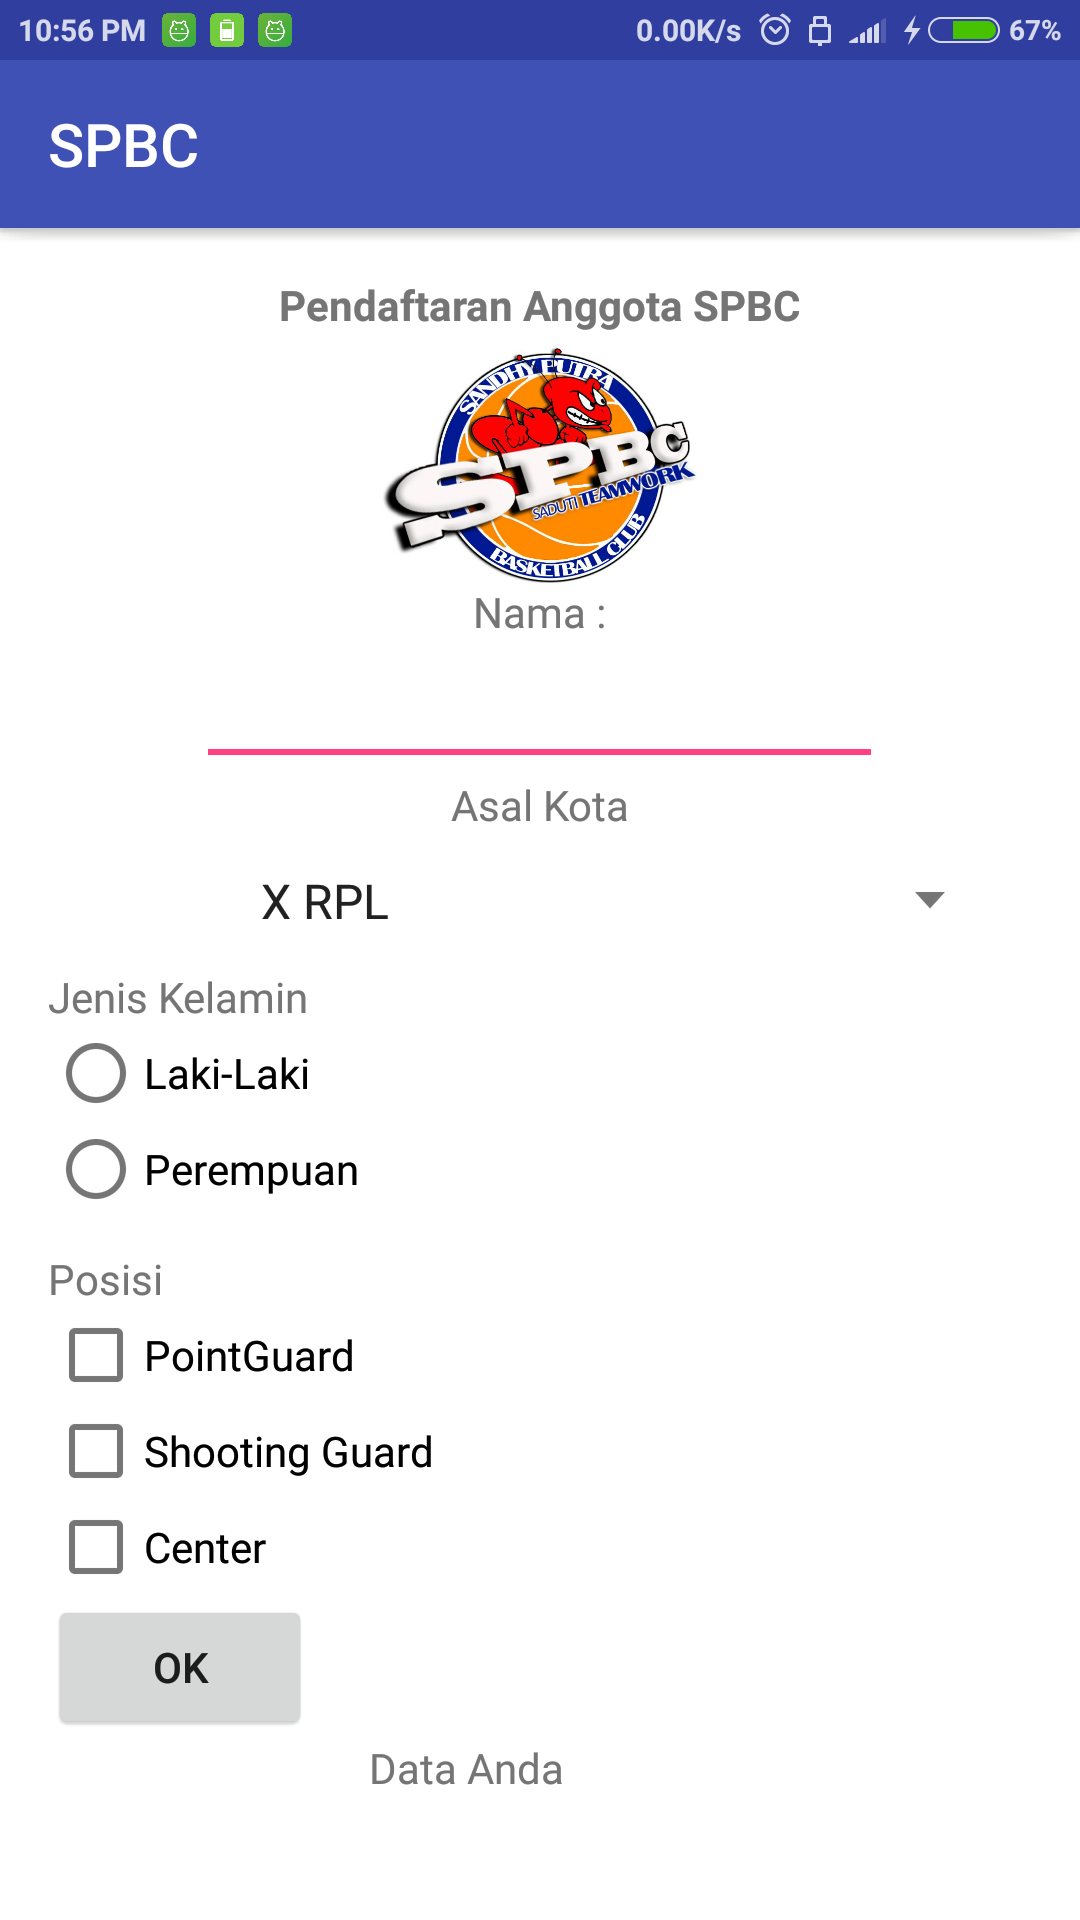 10:56 PM 0.00K/s 67%
SPBC
Pendaftaran Anggota SPBC
SANDHY PUTRA
SPBC
SADUTI TEAMWORK
BASKETBALL CLUB
Nama :
Asal Kota
X RPL
Jenis Kelamin
Laki-Laki
Perempuan
Posisi
PointGuard
Shooting Guard
Center
OK
Data Anda